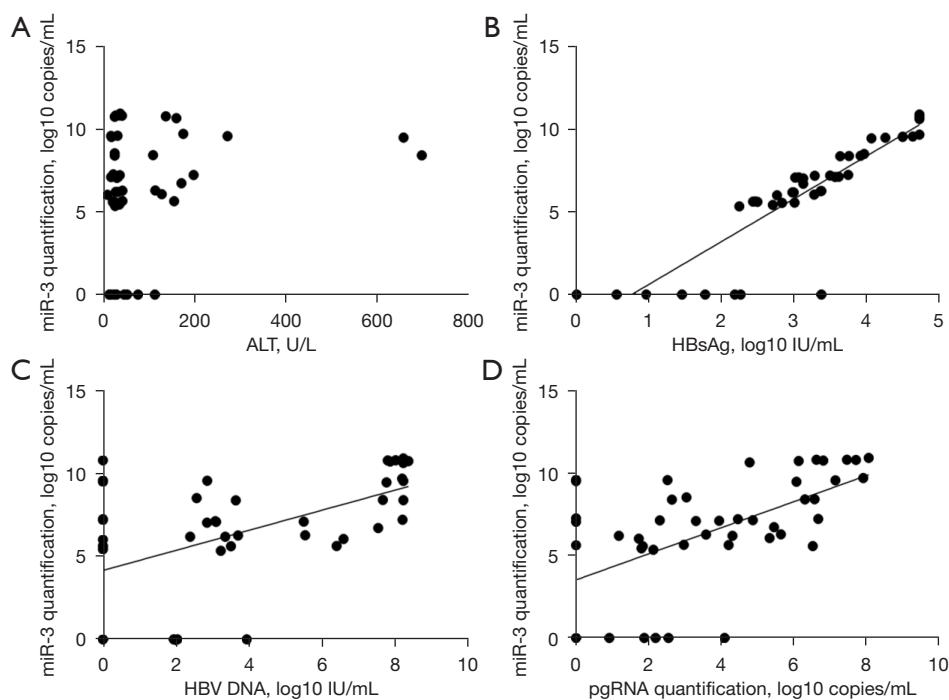 A
miR-3 quantification, log10 copies/mL
15
10
5
0
0 200 400 600 800
ALT, U/L
B
miR-3 quantification, log10 copies/mL
15
10
5
0
0 1 2 3 4 5
HBsAg, log10 IU/mL
C
miR-3 quantification, log10 copies/mL
15
10
5
0
0 2 4 6 8 10
HBV DNA, log10 IU/mL
D
miR-3 quantification, log10 copies/mL
15
10
5
0
0 2 4 6 8 10
pgRNA quantification, log10 copies/mL